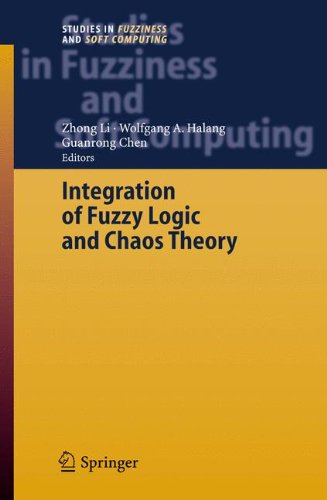 STUDIES IN FUZZINESS
AND SOFT COMPUTING
Studies
in Fuzziness
and
Soft Computing
Zhong Li · Wolfgang A. Halang
Guanrong Chen
Editors
Integration
of Fuzzy Logic
and Chaos Theory
Springer